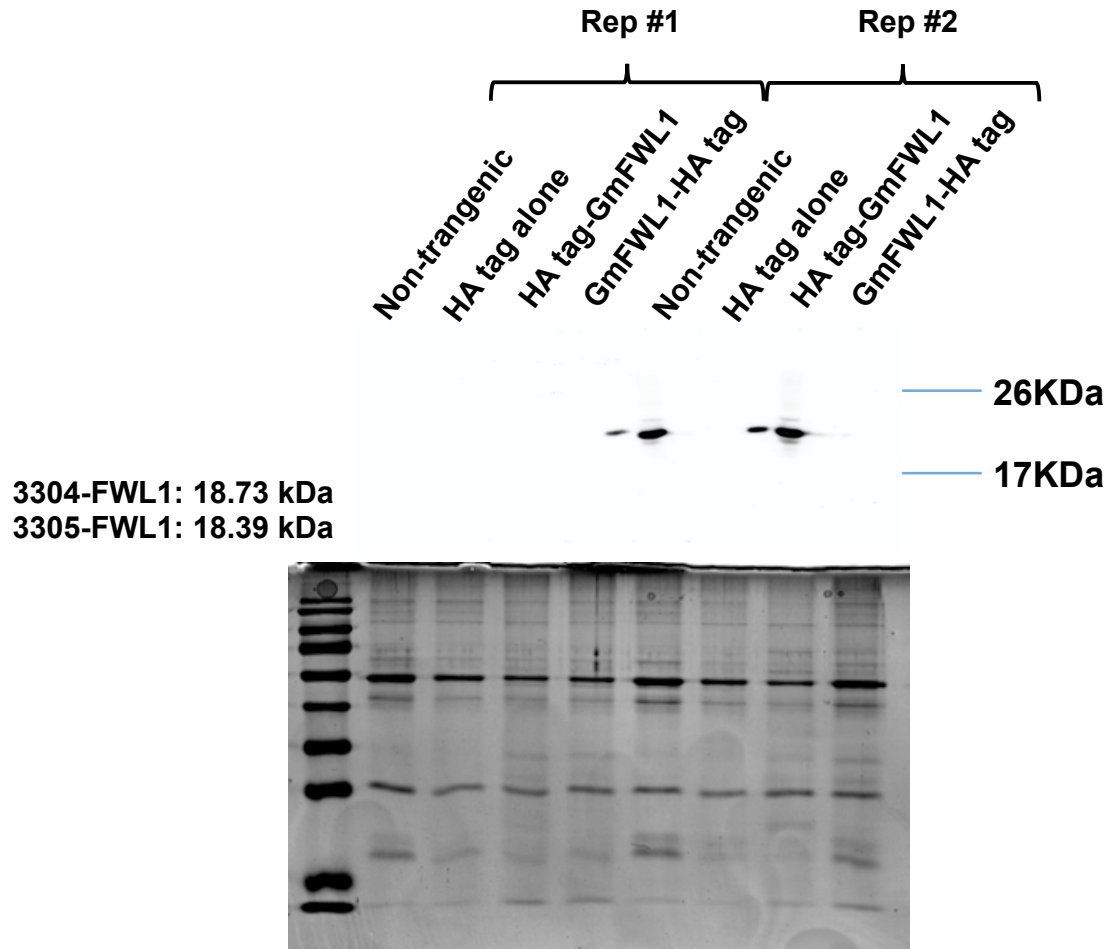 Rep #1
Rep #2
Non-trangenic
HA tag alone
HA tag-GmFWL1
GmFWL1-HA tag
Non-trangenic
HA tag alone
HA tag-GmFWL1
GmFWL1-HA tag
26KDa
17KDa
3304-FWL1: 18.73 kDa
3305-FWL1: 18.39 kDa